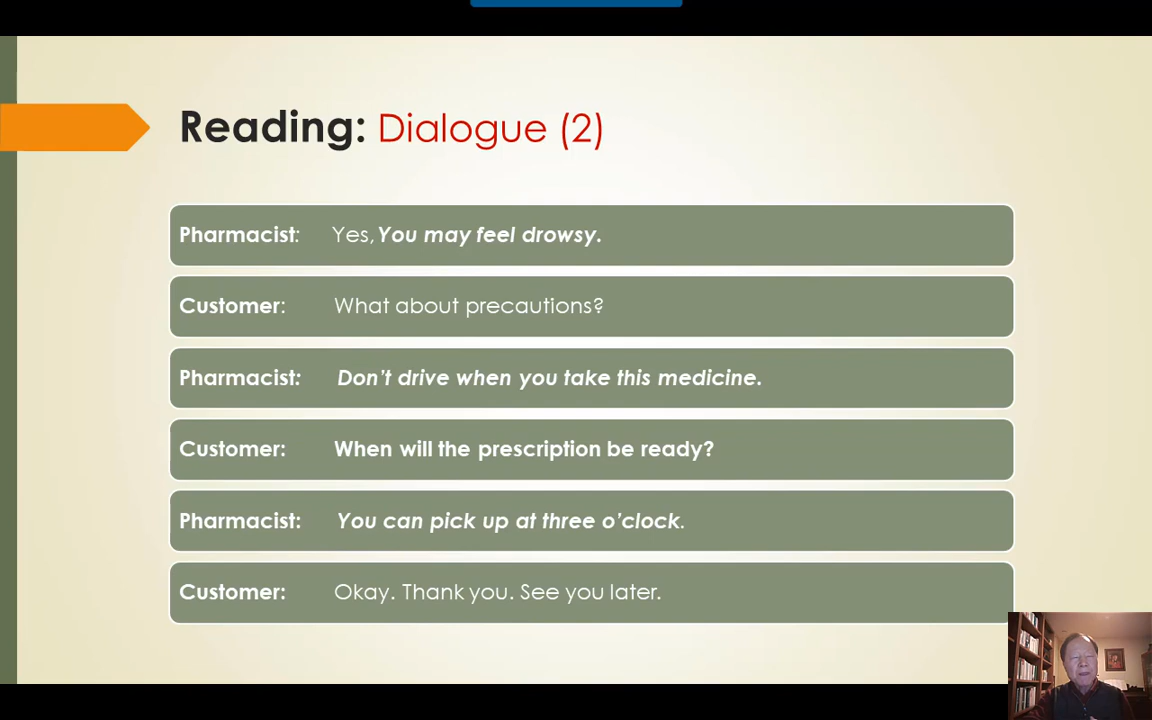 Reading: Dialogue (2)
Pharmacist: Yes, You may feel drowsy.
Customer: What about precautions?
Pharmacist: Don't drive when you take this medicine.
Customer: When will the prescription be ready?
Pharmacist: You can pick up at three o'clock.
Customer: Okay. Thank you. See you later.